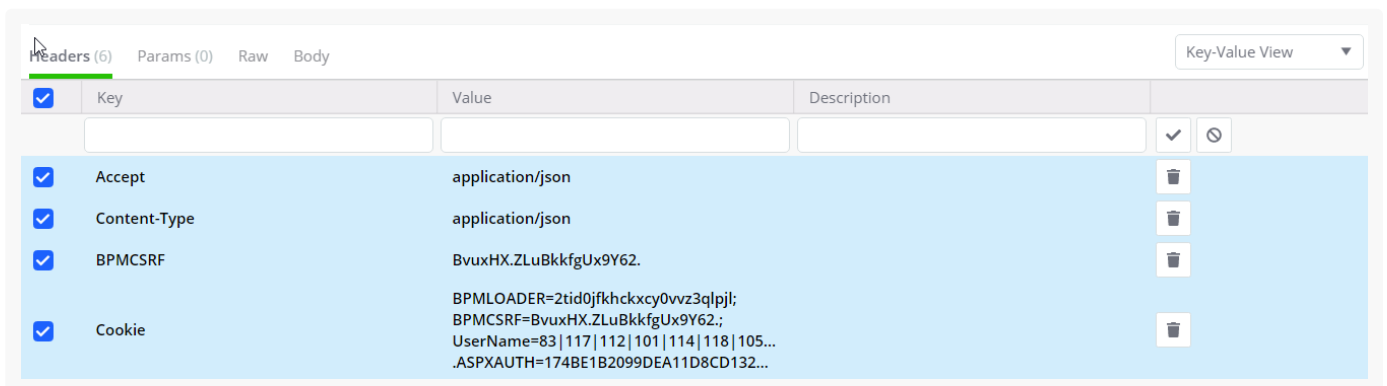 Headers (6) Params (0) Raw Body Key-Value View
Key Value Description
Accept application/json
Content-Type application/json
BPMCSRF BvuxHX.ZLuBkkfgUx9Y62.
BPMLOADER=2tid0jfkhckxcy0vvz3qlpjl;
BPMCSRF=BvuxHX.ZLuBkkfgUx9Y62.;
Cookie
UserName=83|117|112|101|114|118|105...
.ASPXAUTH=174BE1B2099DEA11D8CD132...